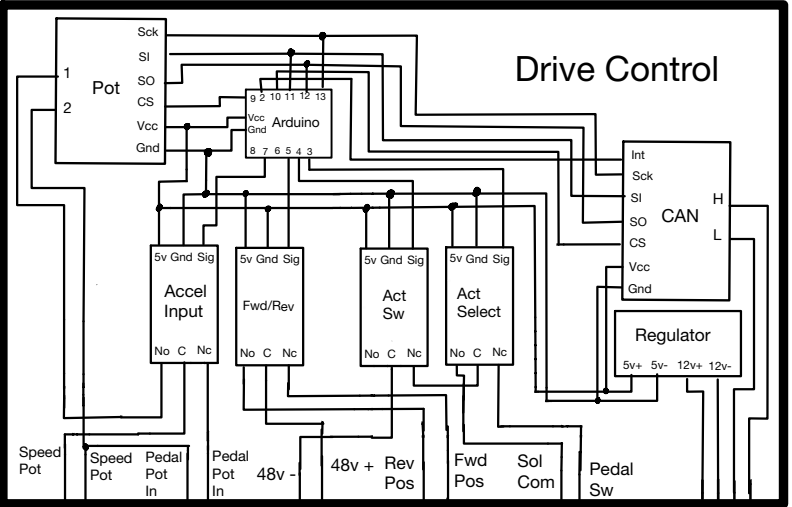 Drive Control
Pot
1
2
Sck
SI
SO
CS
Vcc
Gnd
9 2 10 11 12 13
Vcc
Gnd
Arduino
8 7 6 5 4 3
Int
Sck
SI
SO
CS
Vcc
Gnd
CAN
H
L
5v Gnd Sig
Accel
Input
No C Nc
5v Gnd Sig
Fwd/Rev
No C Nc
5v Gnd Sig
Act
Sw
No C Nc
5v Gnd Sig
Act
Select
No C Nc
Regulator
5v+ 5v- 12v+ 12v-
Speed
Pot
Speed
Pot
Pedal
Pot
In
Pedal
Pot
In
48v -
48v +
Rev
Pos
Fwd
Pos
Sol
Com
Pedal
Sw